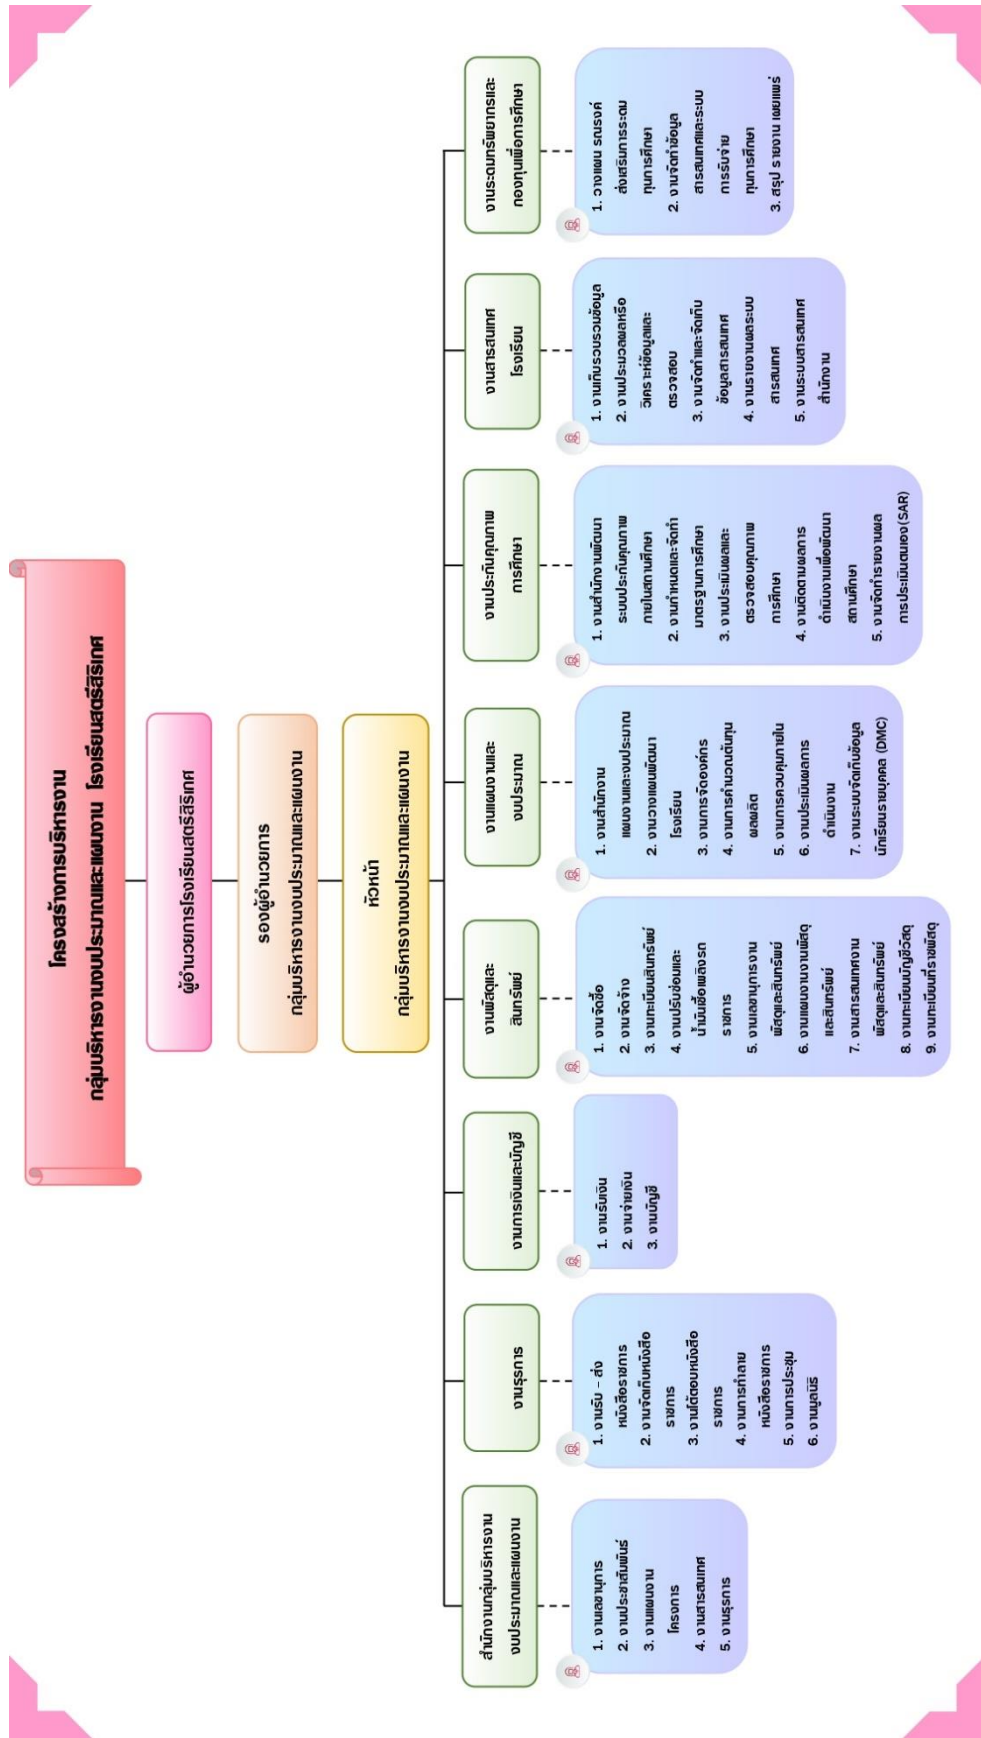 โครงสร้างการบริหารงาน
กลุ่มบริหารงานงบประมาณและแผนงาน โรงเรียนสตรีสิริเกศ
ผู้อำนวยการโรงเรียนสตรีสิริเกศ
รองผู้อำนวยการ
กลุ่มบริหารงานงบประมาณและแผนงาน
หัวหน้า
กลุ่มบริหารงานงบประมาณและแผนงาน
สำนักงานกลุ่มบริหารงาน
งบประมาณและแผนงาน
1. งานเลขานุการ
2. งานประชาสัมพันธ์
3. งานแผนงาน
โครงการ
4. งานสารสนเทศ
5. งานธุรการ
งานธุรการ
1. งานรับ - ส่ง
หนังสือราชการ
2. งานจัดเก็บหนังสือ
ราชการ
3. งานโต้ตอบหนังสือ
ราชการ
4. งานการทำลาย
หนังสือราชการ
5. งานการประชุม
6. งานมูลนิธิ
งานการเงินและบัญชี
1. งานรับเงิน
2. งานจ่ายเงิน
3. งานบัญชี
งานพัสดุและ
สินทรัพย์
1. งานจัดซื้อ
2. งานจัดจ้าง
3. งานทะเบียนสินทรัพย์
4. งานปรับซ่อมและ
น้ำมันเชื้อเพลิงรถ
ราชการ
5. งานเลขานุการงาน
พัสดุและสินทรัพย์
6. งานแผนงานงานพัสดุ
และสินทรัพย์
7. งานสารสนเทศงาน
พัสดุและสินทรัพย์
8. งานทะเบียนบัญชีวัสดุ
9. งานทะเบียนที่ราชพัสดุ
งานแผนงานและ
งบประมาณ
1. งานสำนักงาน
แผนงานและงบประมาณ
2. งานวางแผนพัฒนา
โรงเรียน
3. งานการจัดองค์กร
4. งานการคำนวณต้นทุน
ผลผลิต
5. งานการควบคุมภายใน
6. งานประเมินผลการ
ดำเนินงาน
7. งานระบบจัดเก็บข้อมูล
นักเรียนรายบุคคล (DMC)
งานประกันคุณภาพ
การศึกษา
1. งานสำนักงานพัฒนา
ระบบประกันคุณภาพ
ภายในสถานศึกษา
2. งานกำหนดและจัดทำ
มาตรฐานการศึกษา
3. งานประเมินผลและ
ตรวจสอบคุณภาพ
การศึกษา
4. งานติดตามผลการ
ดำเนินงานเพื่อพัฒนา
สถานศึกษา
5. งานจัดทำรายงานผล
การประเมินตนเอง(SAR)
งานสารสนเทศ
โรงเรียน
1. งานเก็บรวบรวมข้อมูล
2. งานประมวลผลหรือ
วิเคราะห์ข้อมูลและ
ตรวจสอบ
3. งานจัดทำและจัดเก็บ
ข้อมูลสารสนเทศ
4. งานรายงานผลระบบ
สารสนเทศ
5. งานระบบสารสนเทศ
สำนักงาน
งานระดมทรัพยากรและ
กองทุนเพื่อการศึกษา
1. วางแผน รณรงค์
ส่งเสริมการระดม
ทุนการศึกษา
2. งานจัดทำข้อมูล
สารสนเทศและระบบ
การรับจ่าย
ทุนการศึกษา
3. สรุป รายงาน เผยแพร่